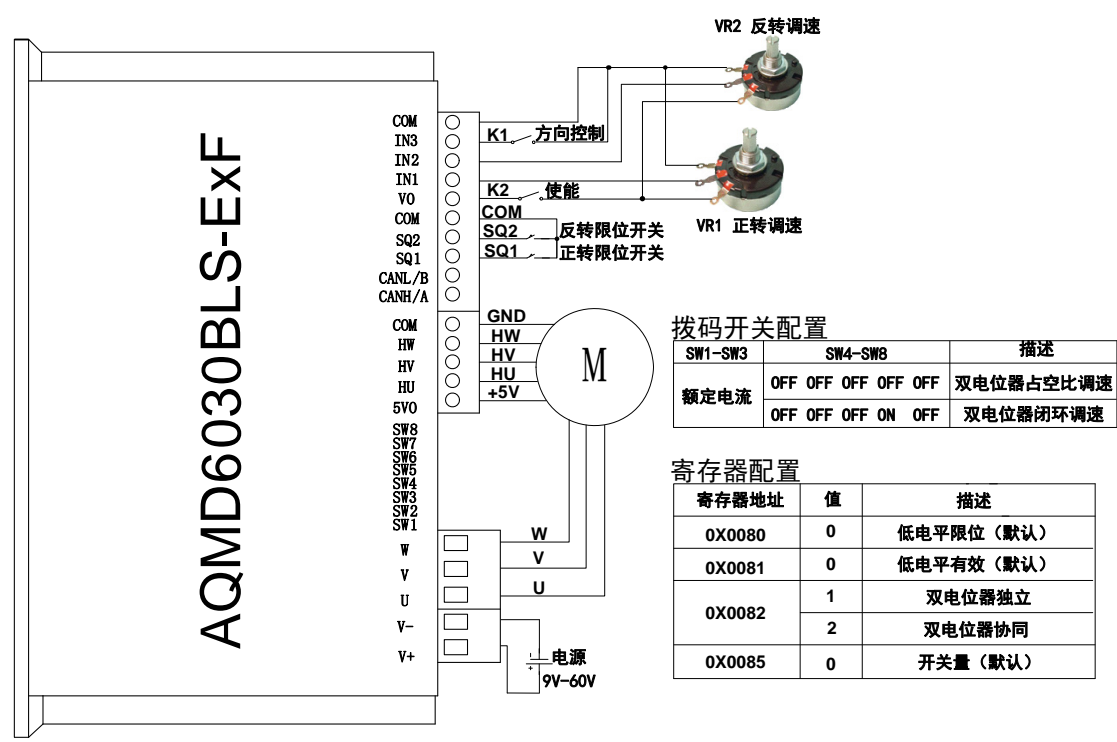 VR2 反转调速
AQMD6030BLS-ExF
COM
IN3
IN2
IN1
VO
COM
SQ2
SQ1
CANL/B
CANH/A
COM
HW
HV
HU
5VO
SW8
SW7
SW6
SW5
SW4
SW3
SW2
SW1
W
V
U
V-
V+
K1 方向控制
K2 使能
COM
SQ2 反转限位开关
SQ1 正转限位开关
VR1 正转调速
GND
HW
HV
HU
+5V
M
W
V
U
- 电源
+ 9V-60V
拨码开关配置
SW1-SW3 SW4-SW8 描述
额定电流 OFF OFF OFF OFF OFF 双电位器占空比调速
OFF OFF OFF ON OFF 双电位器闭环调速
寄存器配置
寄存器地址 值 描述
0X0080 0 低电平限位（默认）
0X0081 0 低电平有效（默认）
0X0082 1 双电位器独立
2 双电位器协同
0X0085 0 开关量（默认）